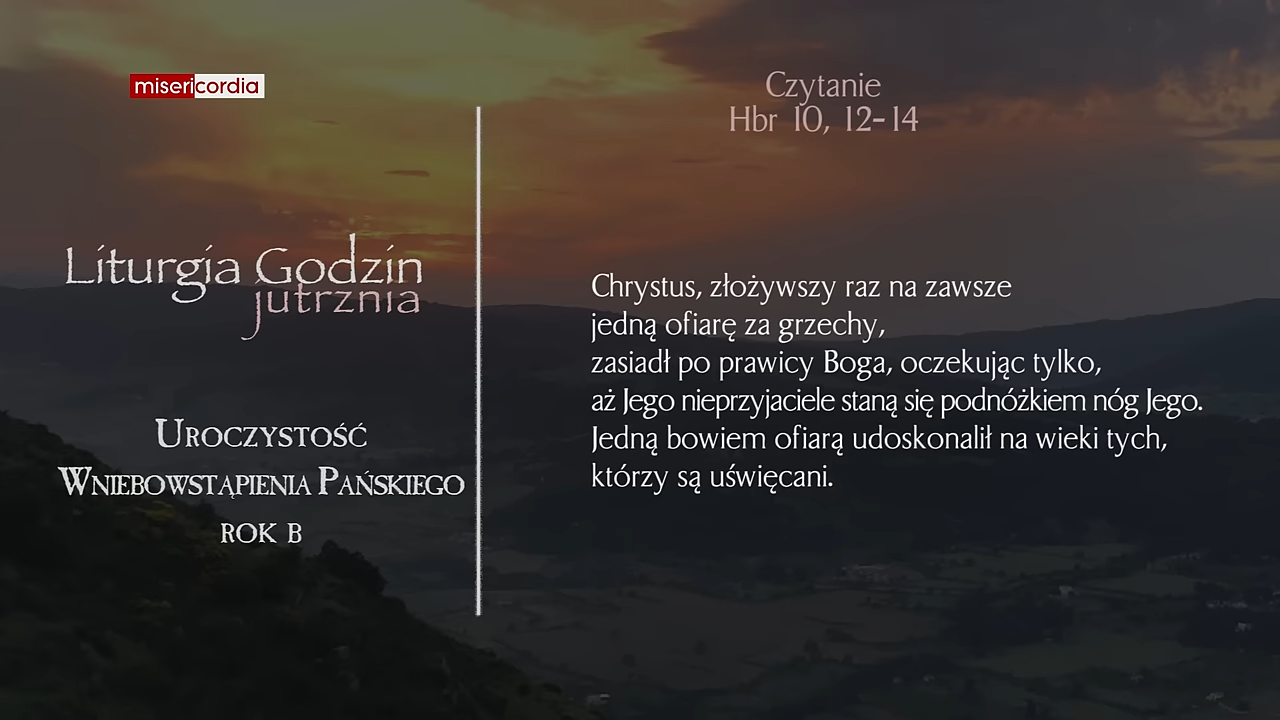 misericordia
Liturgia Godzin
jutrznia
Uroczystość
Wniebowstąpienia Pańskiego
rok b
Czytanie
Hbr 10, 12-14
Chrystus, złożywszy raz na zawsze
jedną ofiarę za grzechy,
zasiadł po prawicy Boga, oczekując tylko,
aż Jego nieprzyjaciele staną się podnóżkiem nóg Jego.
Jedną bowiem ofiarą udoskonalił na wieki tych,
którzy są uświęcani.